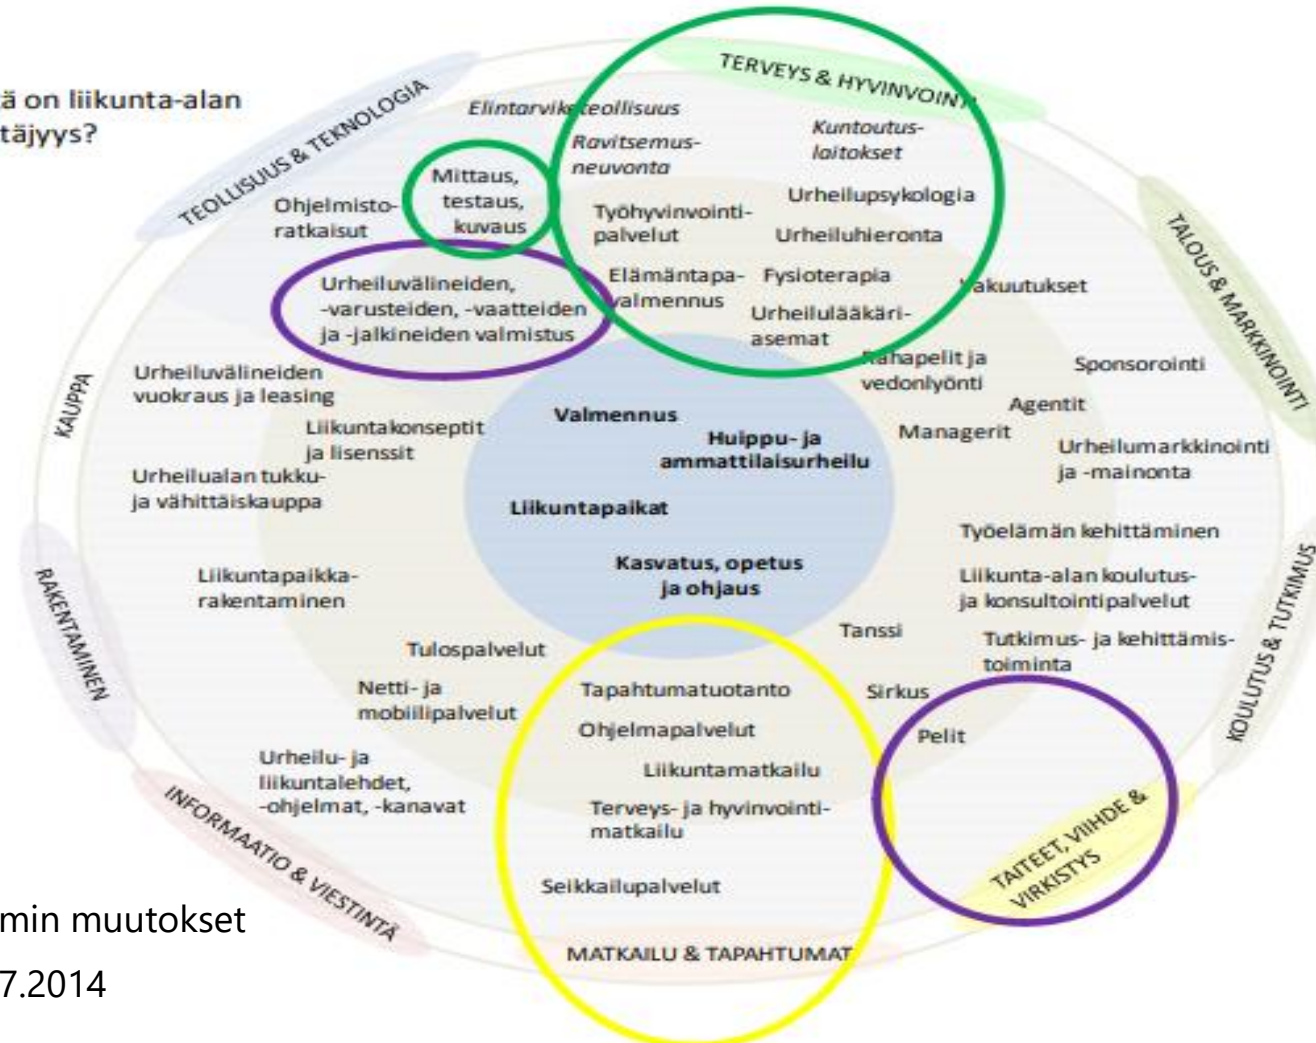 ä on liikunta-alan
täjyys?
TERVEYS & HYVINVOINTI
TEOLLISUUS & TEKNOLOGIA
Elintarviketeollisuus
Ravitsemus-
neuvonta
Kuntoutus-
laitokset
Mittaus,
testaus,
kuvaus
Ohjelmisto-
ratkaisut
Urheilupsykologia
Työhyvinvointi-
palvelut
Urheiluhieronta
Urheiluvälineiden,
-varusteiden, -vaatteiden
ja -jalkineiden valmistus
Elämäntapa-
valmennus
Fysioterapia
Urheilulääkäri-
asemat
Vakuutukset
TALOUS & MARKKINOINTI
Rahapelit ja
vedonlyönti
Sponsorointi
Agentit
Managerit
Urheilumarkkinointi
ja -mainonta
KAUPPA
Urheiluvälineiden
vuokraus ja leasing
Liikuntakonseptit
ja lisenssit
Urheilualan tukku-
ja vähittäiskauppa
Valmennus
Huippu- ja
ammattilaisurheilu
Liikuntapaikat
Kasvatus, opetus
ja ohjaus
Työelämän kehittäminen
Liikunta-alan koulutus-
ja konsultointipalvelut
Tutkimus- ja kehittämis-
toiminta
KOULUTUS & TUTKIMUS
RAKENTAMINEN
Liikuntapaikka-
rakentaminen
Tulospalvelut
Netti- ja
mobiilipalvelut
Urheilu- ja
liikuntalehdet,
-ohjelmat, -kanavat
INFORMAATIO & VIESTINTÄ
Tanssi
Sirkus
Pelit
TAITEET, VIIHDE &
VIRKISTYS
Tapahtumatuotanto
Ohjelmapalvelut
Liikuntamatkailu
Terveys- ja hyvinvointi-
matkailu
Seikkailupalvelut
MATKAILU & TAPAHTUMAT
min muutokset
7.2014